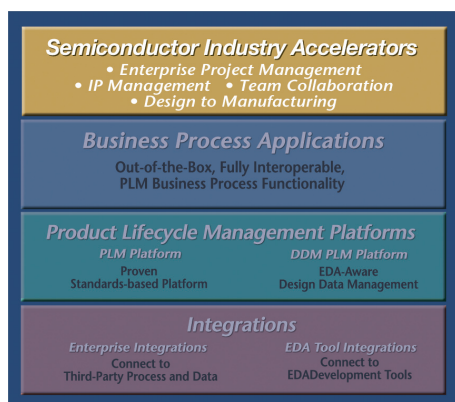 Semiconductor Industry Accelerators
• Enterprise Project Management
• IP Management • Team Collaboration
• Design to Manufacturing
Business Process Applications
Out-of-the-Box, Fully Interoperable,
PLM Business Process Functionality
Product Lifecycle Management Platforms
PLM Platform
Proven
Standards-based Platform
DDM PLM Platform
EDA-Aware
Design Data Management
Integrations
Enterprise Integrations
Connect to
Third-Party Process and Data
EDA Tool Integrations
Connect to
EDADevelopment Tools